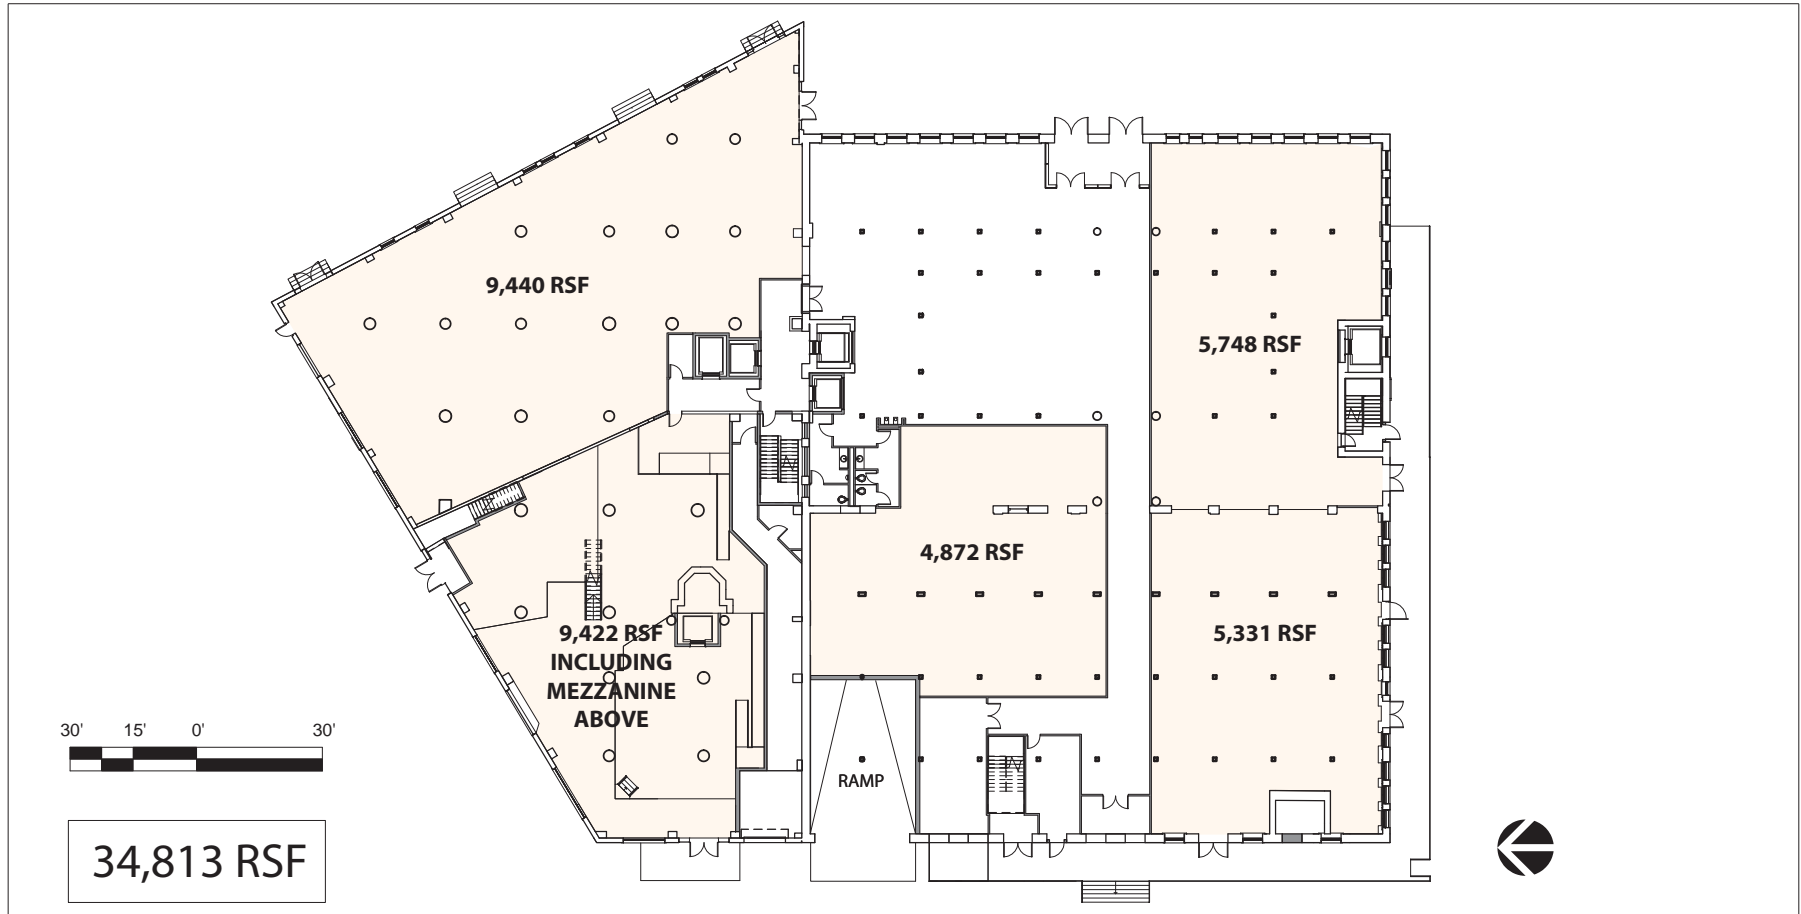 9,440 RSF
5,748 RSF
4,872 RSF
9,422 RSF
INCLUDING
MEZZANINE
ABOVE
5,331 RSF
30' 15' 0' 30'
RAMP
34,813 RSF